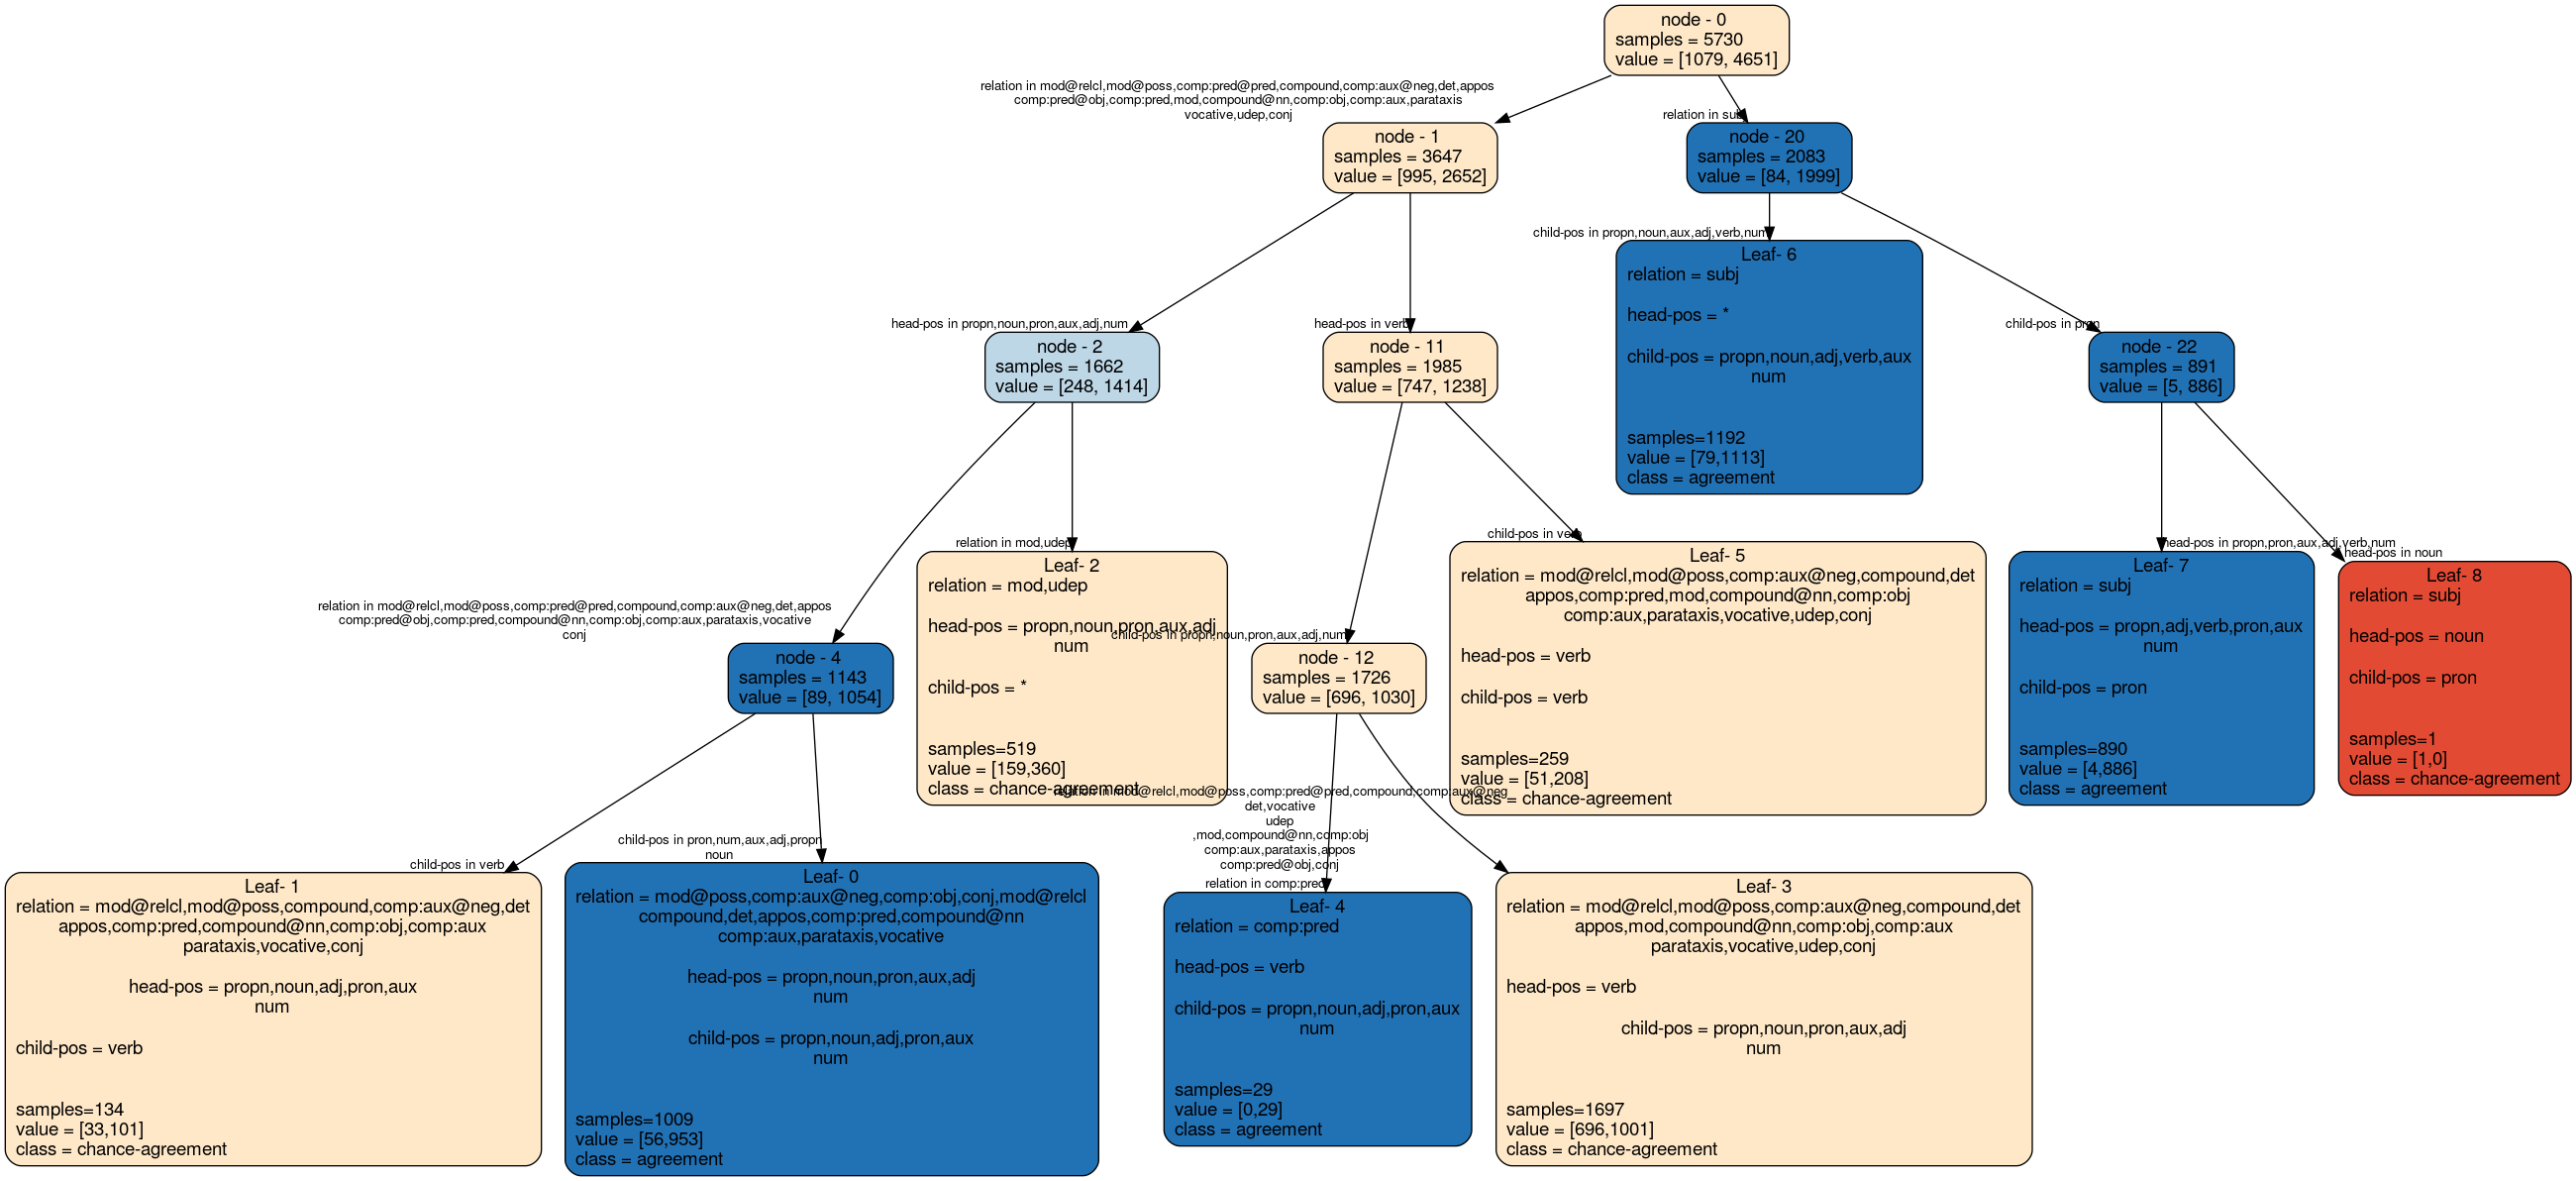 node - 0
samples = 5730
value = [1079, 4651]
relation in mod@relcl,mod@poss,comp:pred@pred,compound,comp:aux@neg,det,appos
comp:pred@obj,comp:pred,mod,compound@nn,comp:obj,comp:aux,parataxis
vocative,udep,conj
relation in subj
node - 1
samples = 3647
value = [995, 2652]
node - 20
samples = 2083
value = [84, 1999]
child-pos in propn,noun,aux,adj,verb,num
Leaf- 6
relation = subj
head-pos = *
child-pos = propn,noun,adj,verb,aux
num
samples=1192
value = [79,1113]
class = agreement
head-pos in propn,noun,pron,aux,adj,num
node - 2
samples = 1662
value = [248, 1414]
head-pos in verb
node - 11
samples = 1985
value = [747, 1238]
child-pos in pron
node - 22
samples = 891
value = [5, 886]
relation in mod,udep
Leaf- 2
relation = mod,udep
head-pos = propn,noun,pron,aux,adj
num
child-pos = *
samples=519
value = [159,360]
class = chance-agreement
child-pos in verb
Leaf- 5
relation = mod@relcl,mod@poss,comp:aux@neg,compound,det
appos,comp:pred,mod,compound@nn,comp:obj
comp:aux,parataxis,vocative,udep,conj
head-pos = verb
child-pos = verb
samples=259
value = [51,208]
class = chance-agreement
head-pos in propn,pron,aux,adj,verb,num
Leaf- 7
relation = subj
head-pos = propn,adj,verb,pron,aux
num
child-pos = pron
samples=890
value = [4,886]
class = agreement
head-pos in noun
Leaf- 8
relation = subj
head-pos = noun
child-pos = pron
samples=1
value = [1,0]
class = chance-agreement
relation in mod@relcl,mod@poss,comp:pred@pred,compound,comp:aux@neg,det,appos
comp:pred@obj,comp:pred,compound@nn,comp:obj,comp:aux,parataxis,vocative
conj
node - 4
samples = 1143
value = [89, 1054]
child-pos in propn,noun,pron,aux,adj,num
node - 12
samples = 1726
value = [696, 1030]
child-pos in verb
Leaf- 1
relation = mod@relcl,mod@poss,compound,comp:aux@neg,det
appos,comp:pred,compound@nn,comp:obj,comp:aux
parataxis,vocative,conj
head-pos = propn,noun,adj,pron,aux
num
child-pos = verb
samples=134
value = [33,101]
class = chance-agreement
child-pos in pron,num,aux,adj,propn
noun
Leaf- 0
relation = mod@poss,comp:aux@neg,comp:obj,conj,mod@relcl
compound,det,appos,comp:pred,compound@nn
comp:aux,parataxis,vocative
head-pos = propn,noun,pron,aux,adj
num
child-pos = propn,noun,adj,pron,aux
num
samples=1009
value = [56,953]
class = agreement
relation in mod@relcl,mod@poss,comp:pred@pred,compound,comp:aux@neg
det,vocative
udep
,mod,compound@nn,comp:obj
comp:aux,parataxis,appos
comp:pred@obj,conj
relation in comp:pred
Leaf- 4
relation = comp:pred
head-pos = verb
child-pos = propn,noun,adj,pron,aux
num
samples=29
value = [0,29]
class = agreement
Leaf- 3
relation = mod@relcl,mod@poss,comp:aux@neg,compound,det
appos,mod,compound@nn,comp:obj,comp:aux
parataxis,vocative,udep,conj
head-pos = verb
child-pos = propn,noun,pron,aux,adj
num
samples=1697
value = [696,1001]
class = chance-agreement